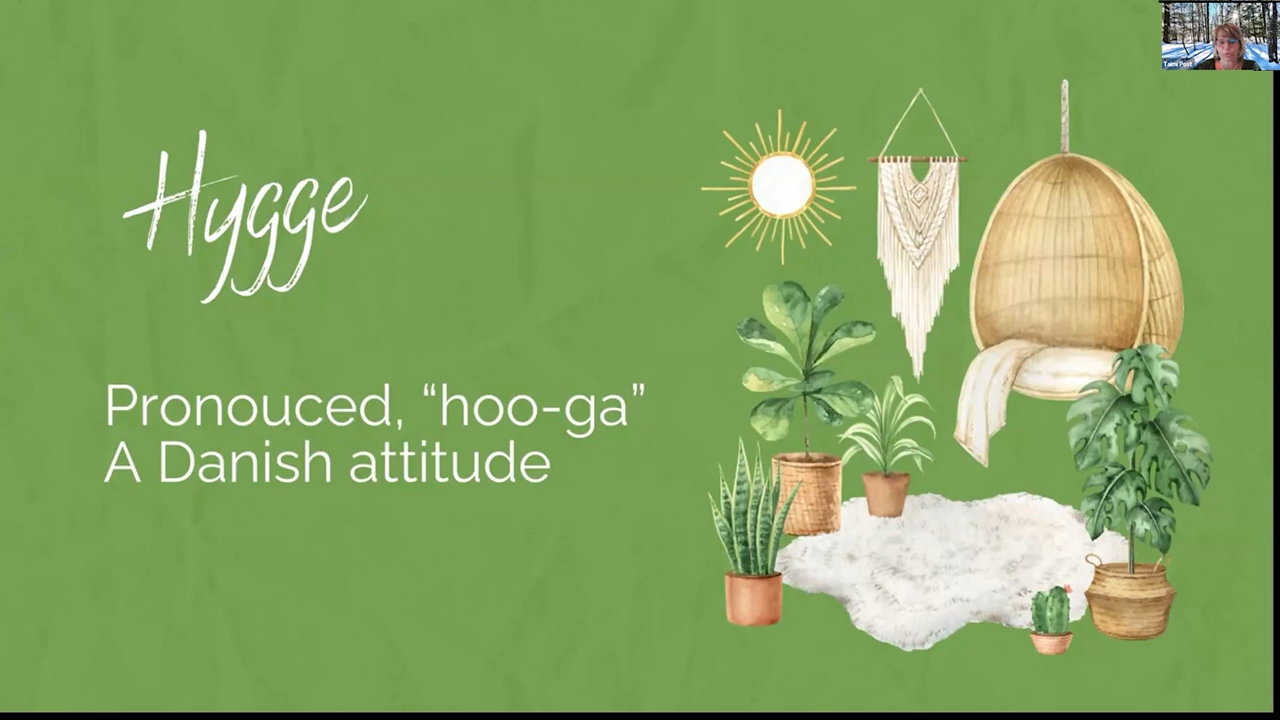 Hygge
Pronouced, “hoo-ga”
A Danish attitude